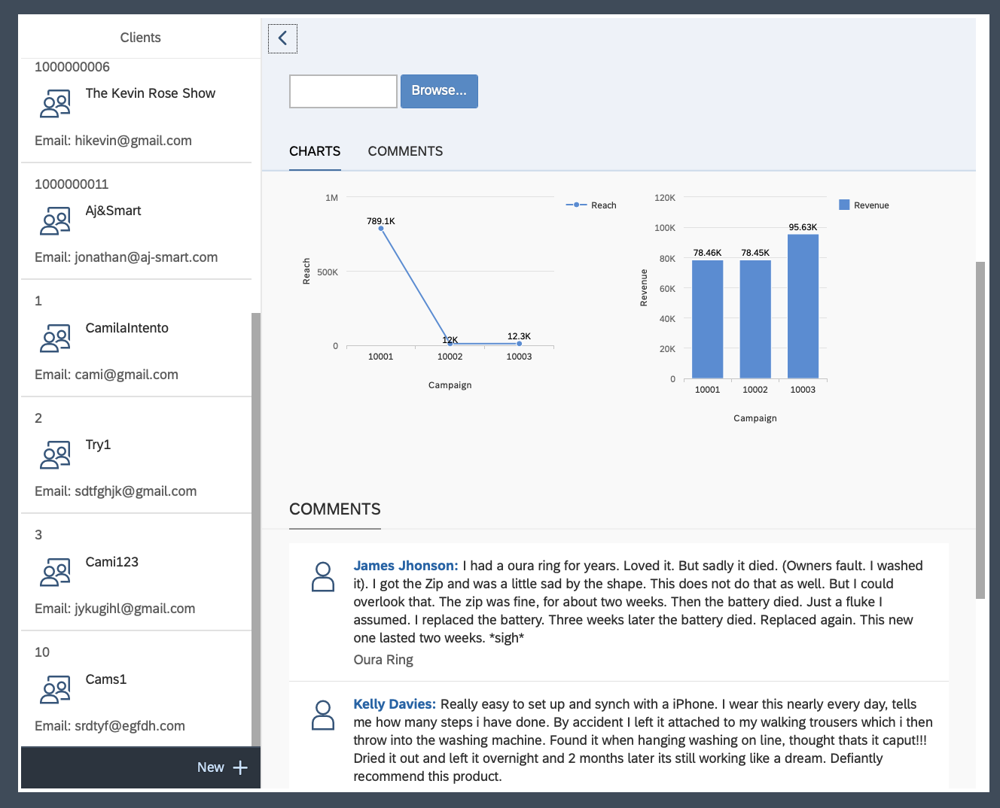 Clients
1000000006
The Kevin Rose Show
Email: hikevin@gmail.com
1000000011
Aj&Smart
Email: jonathan@aj-smart.com
1
CamilaIntento
Email: cami@gmail.com
2
Try1
Email: sdtfghjk@gmail.com
3
Cami123
Email: jykugihl@gmail.com
10
Cams1
Email: srdtyf@egfdh.com
New
Browse...
CHARTS COMMENTS
1M
500K
0
Reach
789.1K
12K
12.3K
10001 10002 10003
Campaign
Reach
120K
100K
80K
60K
40K
20K
0
Revenue
78.46K 78.45K 95.63K
10001 10002 10003
Campaign
Revenue
COMMENTS
James Jhonson: I had a oura ring for years. Loved it. But sadly it died. (Owners fault. I washed
it). I got the Zip and was a little sad by the shape. This does not do that as well. But I could
overlook that. The zip was fine, for about two weeks. Then the battery died. Just a fluke I
assumed. I replaced the battery. Three weeks later the battery died. Replaced again. This new
one lasted two weeks. *sigh*
Oura Ring
Kelly Davies: Really easy to set up and synch with a iPhone. I wear this nearly every day, tells
me how many steps i have done. By accident I left it attached to my walking trousers which i then
throw into the washing machine. Found it when hanging washing on line, thought thats it caput!!!
Dried it out and left it overnight and 2 months later its still working like a dream. Defiantly
recommend this product.